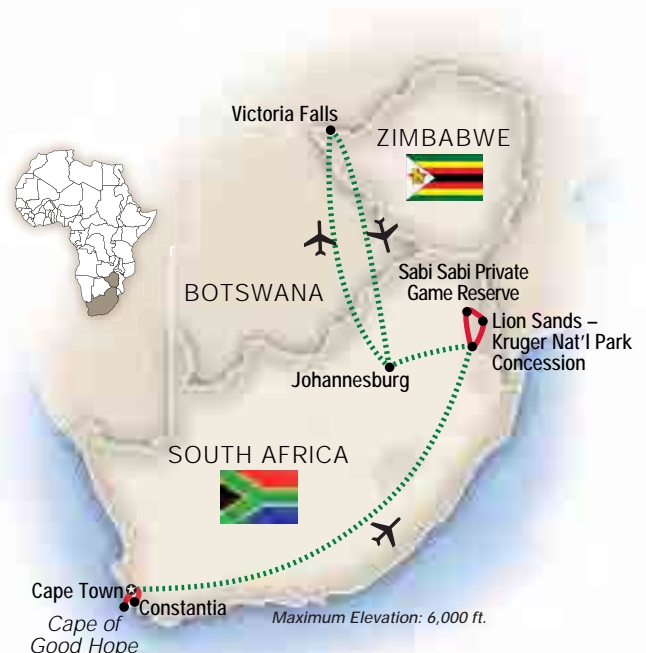 Victoria Falls
ZIMBABWE
Sabi Sabi Private
Game Reserve
BOTSWANA
Lion Sands –
Kruger Nat'l Park
Concession
Johannesburg
SOUTH AFRICA
Cape Town
Constantia
Cape of
Good Hope
Maximum Elevation: 6,000 ft.